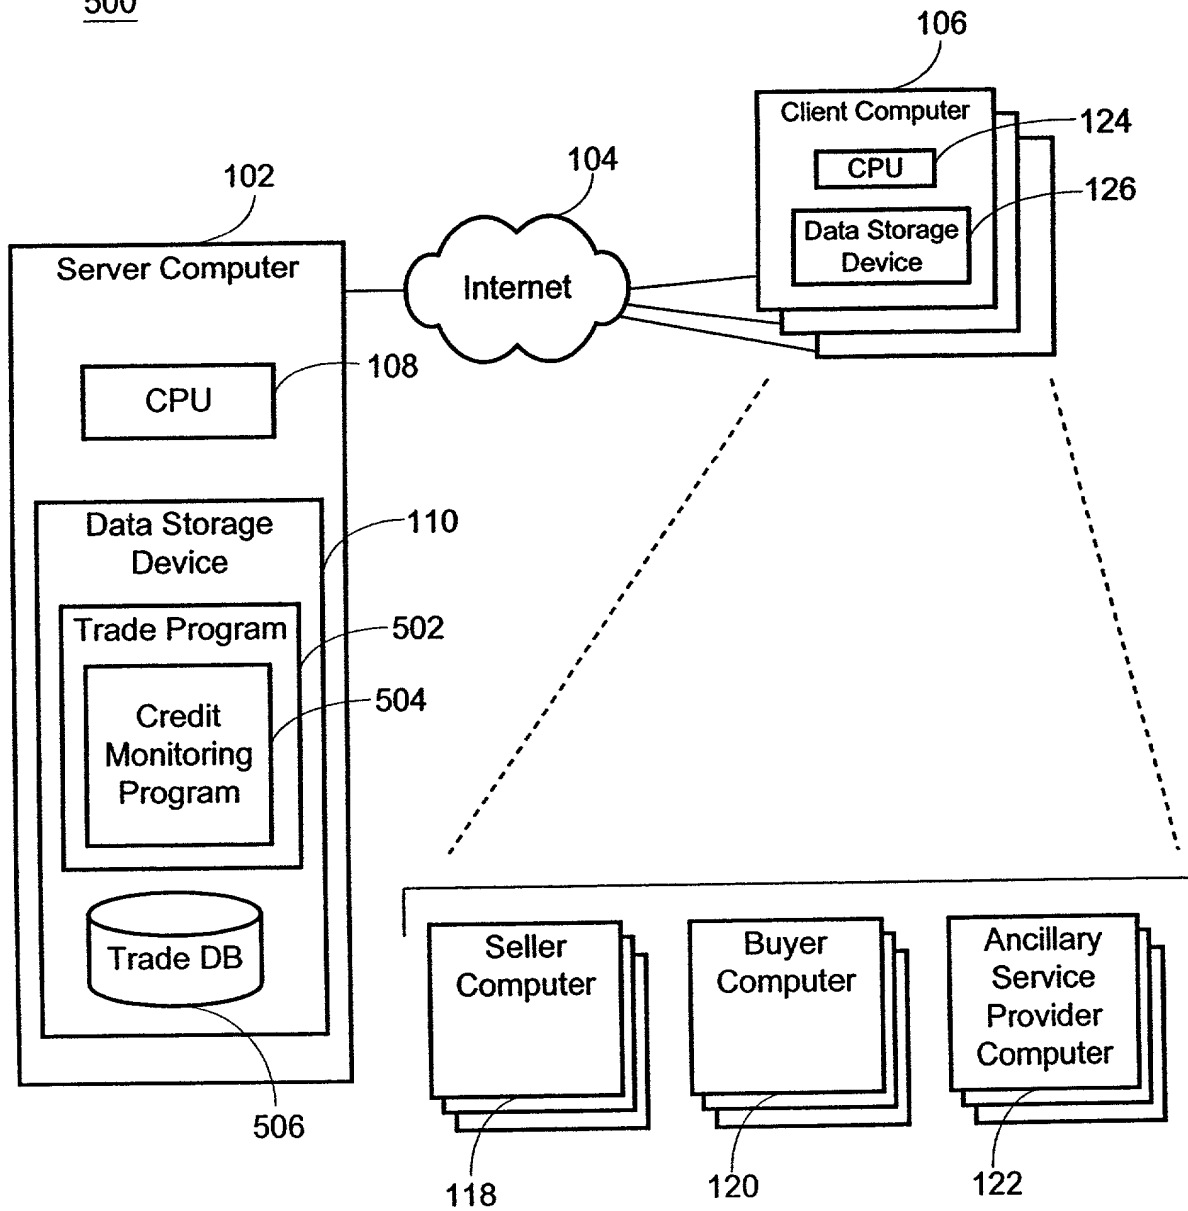 500
106
Client Computer
124
CPU
126
Data Storage
Device
104
Internet
102
Server Computer
108
CPU
110
Data Storage
Device
Trade Program
502
504
Credit
Monitoring
Program
Trade DB
506
Seller
Computer
118
Buyer
Computer
120
Ancillary
Service
Provider
Computer
122